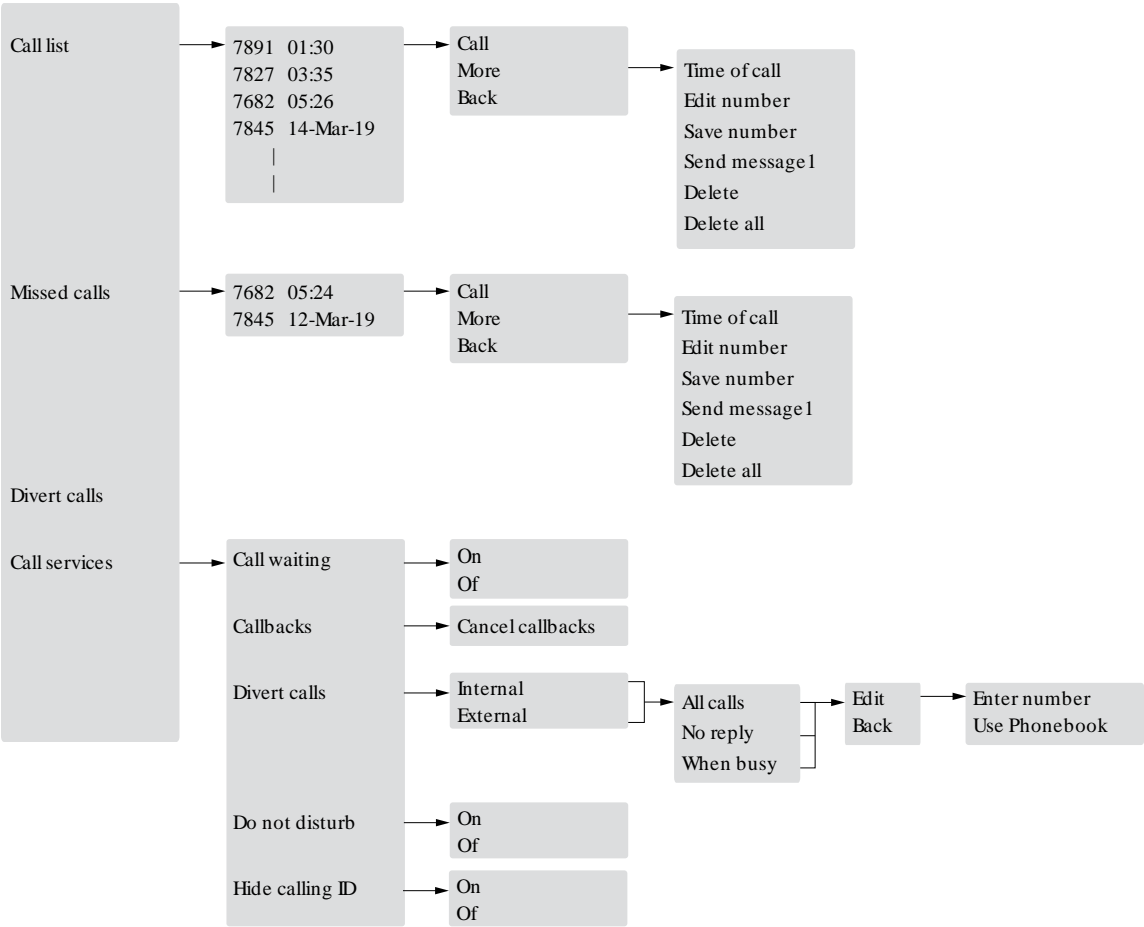 Call list
7891 01:30
7827 03:35
7682 05:26
7845 14-Mar-19
|
|
Call
More
Back
Time of call
Edit number
Save number
Send message1
Delete
Delete all
Missed calls
7682 05:24
7845 12-Mar-19
Call
More
Back
Time of call
Edit number
Save number
Send message1
Delete
Delete all
Divert calls
Call services
Call waiting
On
Of
Callbacks
Cancel callbacks
Divert calls
Internal
External
All calls
No reply
When busy
Edit
Back
Enter number
Use Phonebook
Do not disturb
On
Of
Hide calling ID
On
Of